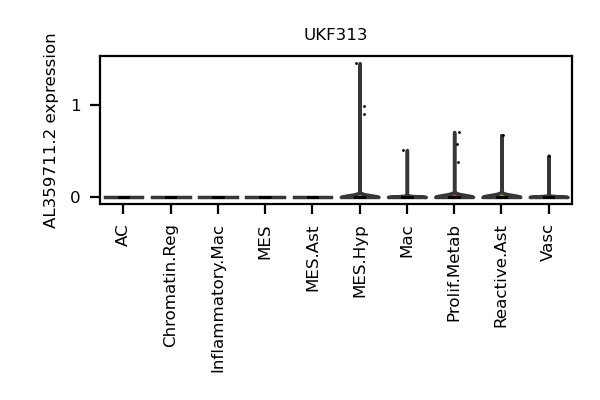 UKF313
AL359711.2 expression
1
0
AC
Chromatin.Reg
Inflammatory.Mac
MES
MES.Ast
MES.Hyp
Mac
Prolif.Metab
Reactive.Ast
Vasc